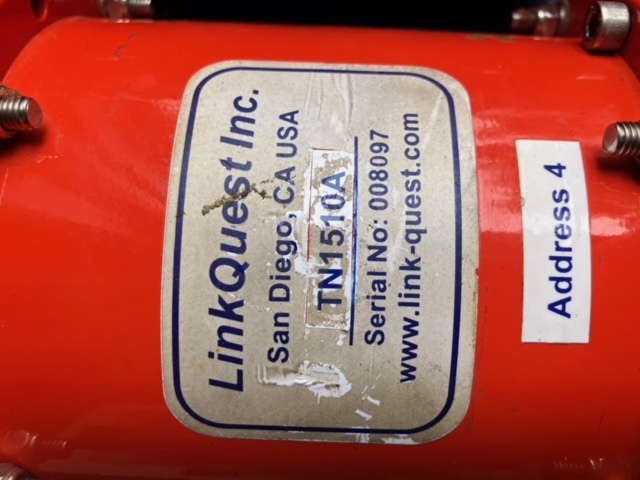 LinkQuest Inc.
San Diego, CA USA
TN1510A
Serial No: 008097
www.link-quest.com
Address 4